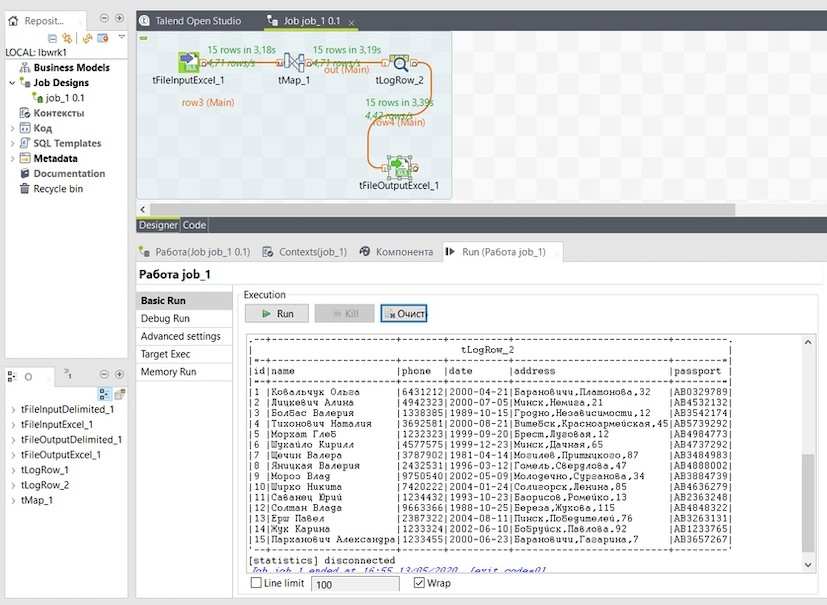 Reposit...
LOCAL: lbwrk1
Business Models
Job Designs
job_1 0.1
Контексты
Код
SQL Templates
Metadata
Documentation
Recycle bin
Talend Open Studio
Job job_1 0.1
15 rows in 3,18s
4,71 rows/s
15 rows in 3,19s
4,71 rows/s
out (Main)
tFileInputExcel_1
tMap_1
tLogRow_2
row3 (Main)
15 rows in 3,39s
4,42 rows/s
row4 (Main)
tFileOutputExcel_1
Designer
Code
Работа(Job job_1 0.1)
Contexts(job_1)
Компонента
Run (Работа job_1)
Работа job_1
Basic Run
Debug Run
Advanced settings
Target Exec
Memory Run
Execution
Run
Kill
Очист
tLogRow_2
id|name |phone |date |address |passport
1 |Ковальчук Ольга |6431212|2000-04-21|Барановичи,Платонова,32 |AB0329789
2 |Лицкевич Алина |4942323|2000-07-05|Минск,Немига,21 |AB4532132
3 |Болбас Валерия |1338385|1989-10-15|Гродно,Независимости,12 |AB3542174
4 |Тихонович Наталия |3692581|2000-08-21|Витебск,Красноармейская,45|AB5739292
5 |Морхат Глеб |1232323|1999-09-20|Брест,Луговая,12 |AB4984773
6 |Шукайло Кирилл |4577575|1999-12-23|Минск,Дачная,65 |AB4737292
7 |Щечин Валера |3787902|1981-04-14|Могилев,Притыцкого,87 |AB3484983
8 |Яницкая Валерия |2432531|1996-03-12|Гомель,Свердлова,47 |AB4888002
9 |Мороз Влад |9750540|2002-05-09|Молодечно,Сурганова,34 |AB3884739
10|Ширко Никита |7420222|2004-01-24|Солигорск,Ленина,85 |AB4636279
11|Саванец Юрий |1234432|1993-10-23|Баорисов,Ромейко,13 |AB2363248
12|Солман Влада |9663366|1988-10-25|Береза,Жукова,115 |AB4848322
13|Ерш Павел |2387322|2004-08-11|Пинск,Победителей,76 |AB3263131
14|Жук Карина |1233324|2002-06-10|Бобруйск,Павлова,92 |AB1233765
15|Парханович Александра|1233455|2000-06-23|Барановичи,Гагарина,7 |AB3657267
[statistics] disconnected
Job job_1 ended at 16:55 13/05/2020. [exit code=0]
Line limit
100
Wrap
tFileInputDelimited_1
tFileInputExcel_1
tFileOutputDelimited_1
tFileOutputExcel_1
tLogRow_1
tLogRow_2
tMap_1